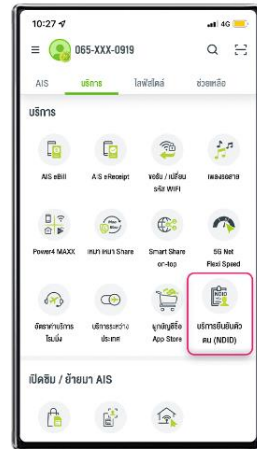 10:27
4G
065-XXX-0919
AIS
บริการ
ไลฟ์สไตล์
ช่วยเหลือ
บริการ
AIS eBill
AIS eReceipt
ขอรับ / เปลี่ยน
รหัส WIFI
เพลงรอสาย
Power4 MAXX
เหมา เหมา Share
Smart Share
on-top
5G Net
Flexi Speed
อัตราค่าบริการ
โรมมิ่ง
บริการระหว่าง
ประเทศ
ผูกบัญชีซื้อ
App Store
NDID
บริการยืนยันตัว
ตน (NDID)
เปิดซิม / ย้ายมา AIS